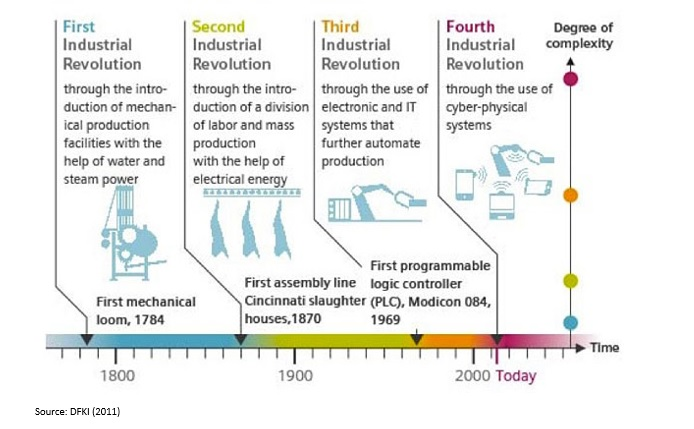 First
Industrial
Revolution
through the intro-
duction of mechan-
ical production
facilities with the
help of water and
steam power
Second
Industrial
Revolution
through the intro-
duction of a division
of labor and mass
production
with the help of
electrical energy
Third
Industrial
Revolution
through the use of
electronic and IT
systems that
further automate
production
Fourth
Industrial
Revolution
through the use of
cyber-physical
systems
Degree of
complexity
First mechanical
loom, 1784
First assembly line
Cincinnati slaughter
houses,1870
First programmable
logic controller
(PLC), Modicon 084,
1969
Time
1800
1900
2000
Today
Source: DFKI (2011)